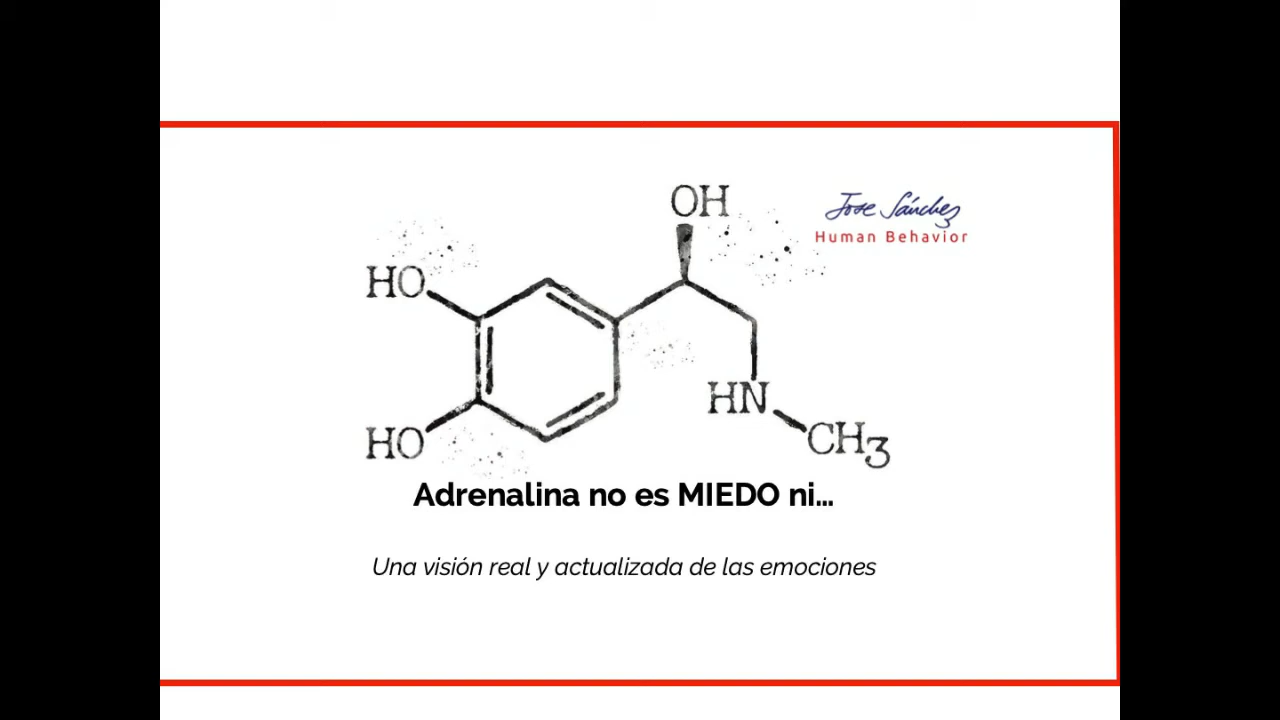 OH
Jose Sánchez
Human Behavior
HO
HN
HO
CH3
Adrenalina no es MIEDO ni...
Una visión real y actualizada de las emociones